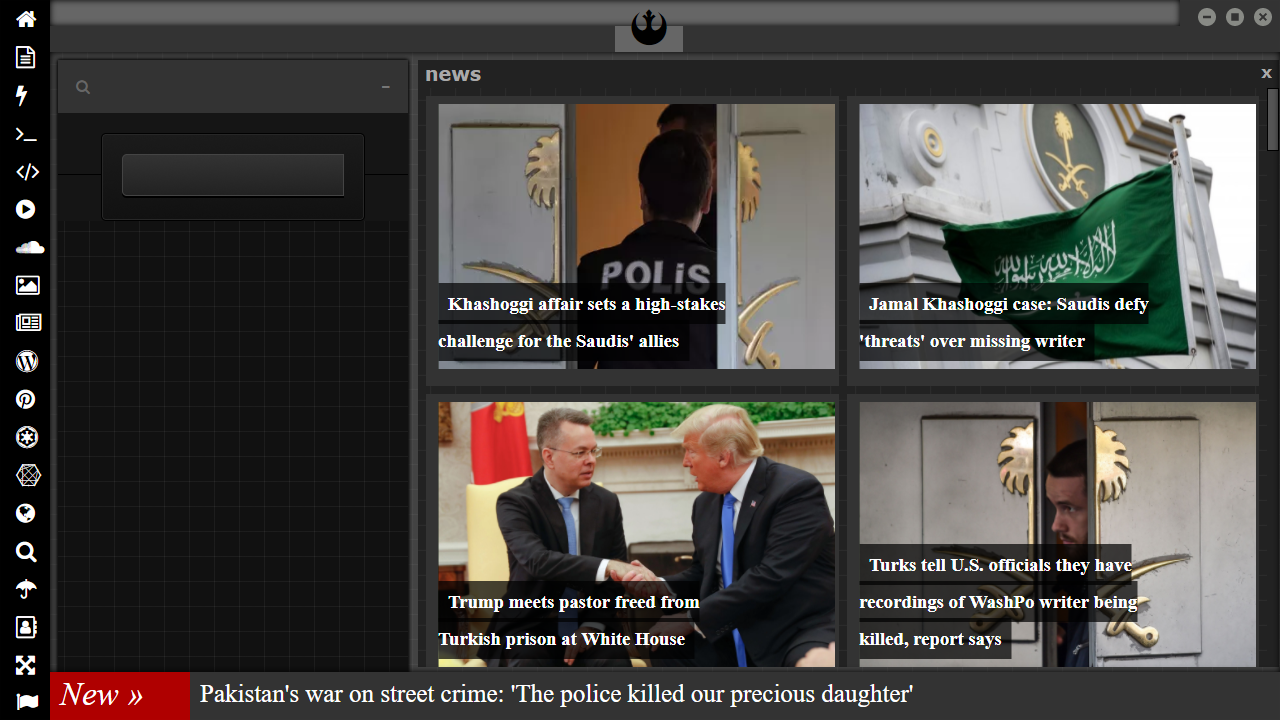 news
x
POLİS
Khashoggi affair sets a high-stakes
challenge for the Saudis' allies
Jamal Khashoggi case: Saudis defy
'threats' over missing writer
Trump meets pastor freed from
Turkish prison at White House
Turks tell U.S. officials they have
recordings of WashPo writer being
killed, report says
New »
Pakistan's war on street crime: 'The police killed our precious daughter'